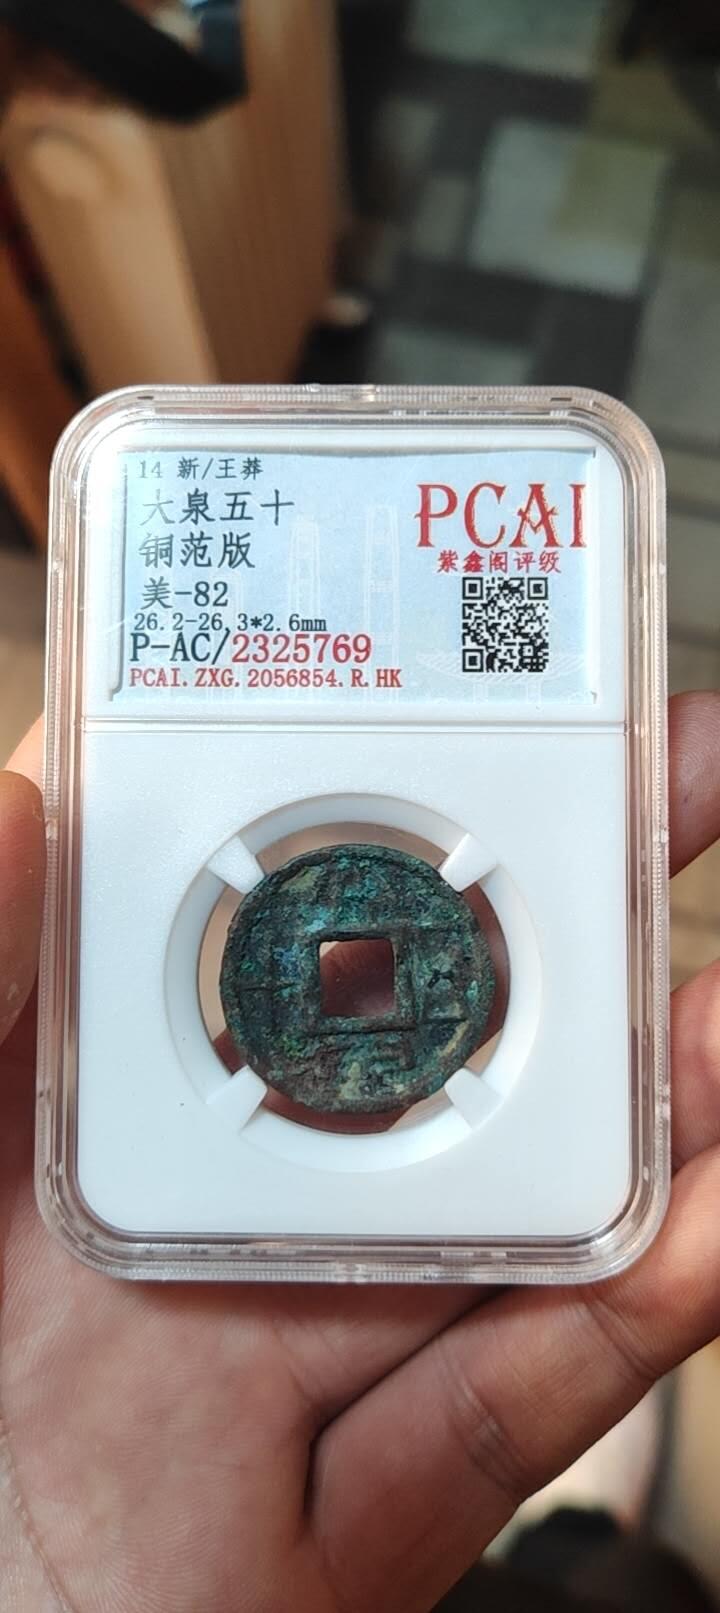 14 新/王莽
大泉五十
铜范版
美-82
26.2-26.3*2.6mm
P-AC/2325769
PCAI.ZXG.2056854.R.HK
PCAI
紫鑫阁评级